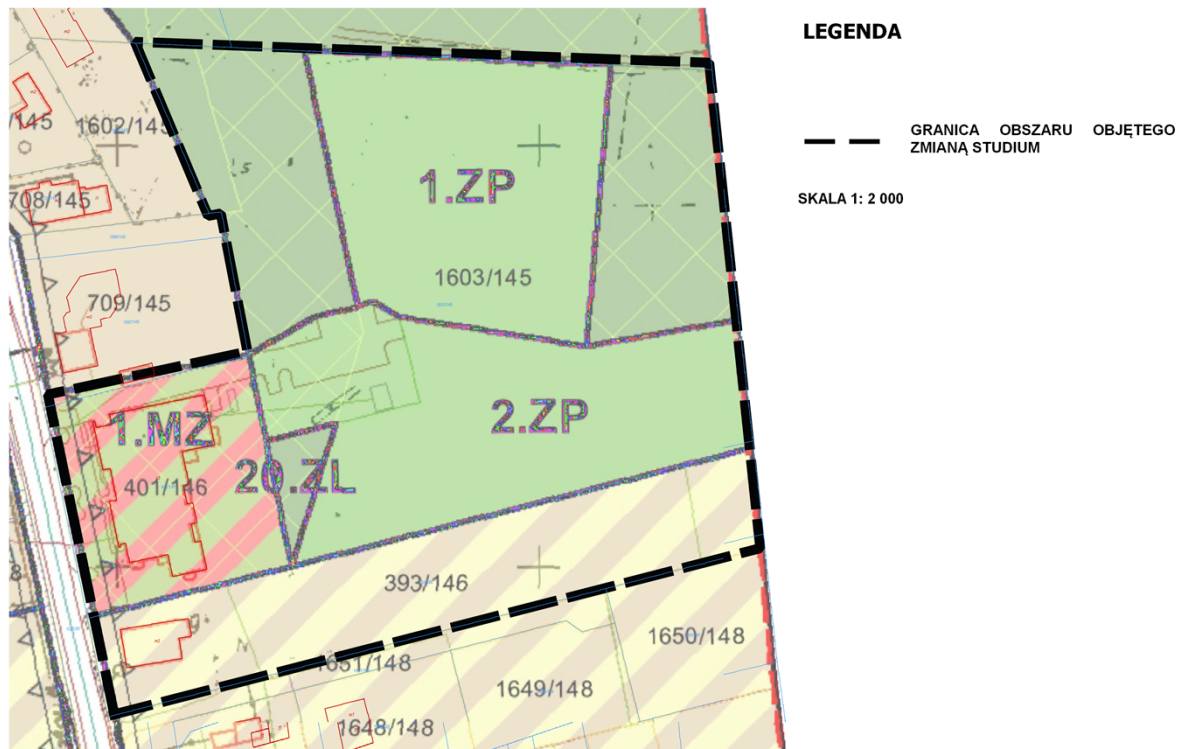 LEGENDA
GRANICA OBSZARU OBJĘTEGO
ZMIANĄ STUDIUM
SKALA 1: 2 000
/145
1602/145
708/145
1.ZP
1603/145
709/145
1.MZ
2.ZP
401/146
20.ZL
393/146
1650/148
1651/148
1649/148
1648/148